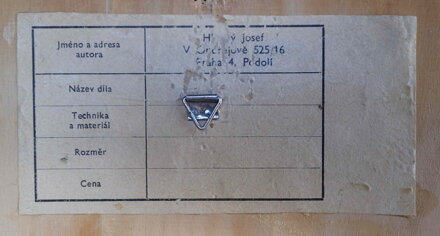 Jméno a adresa
autora
josef
V 525/16
Praha 4, Podolí
Název díla
Technika
a materiál
Rozměr
Cena